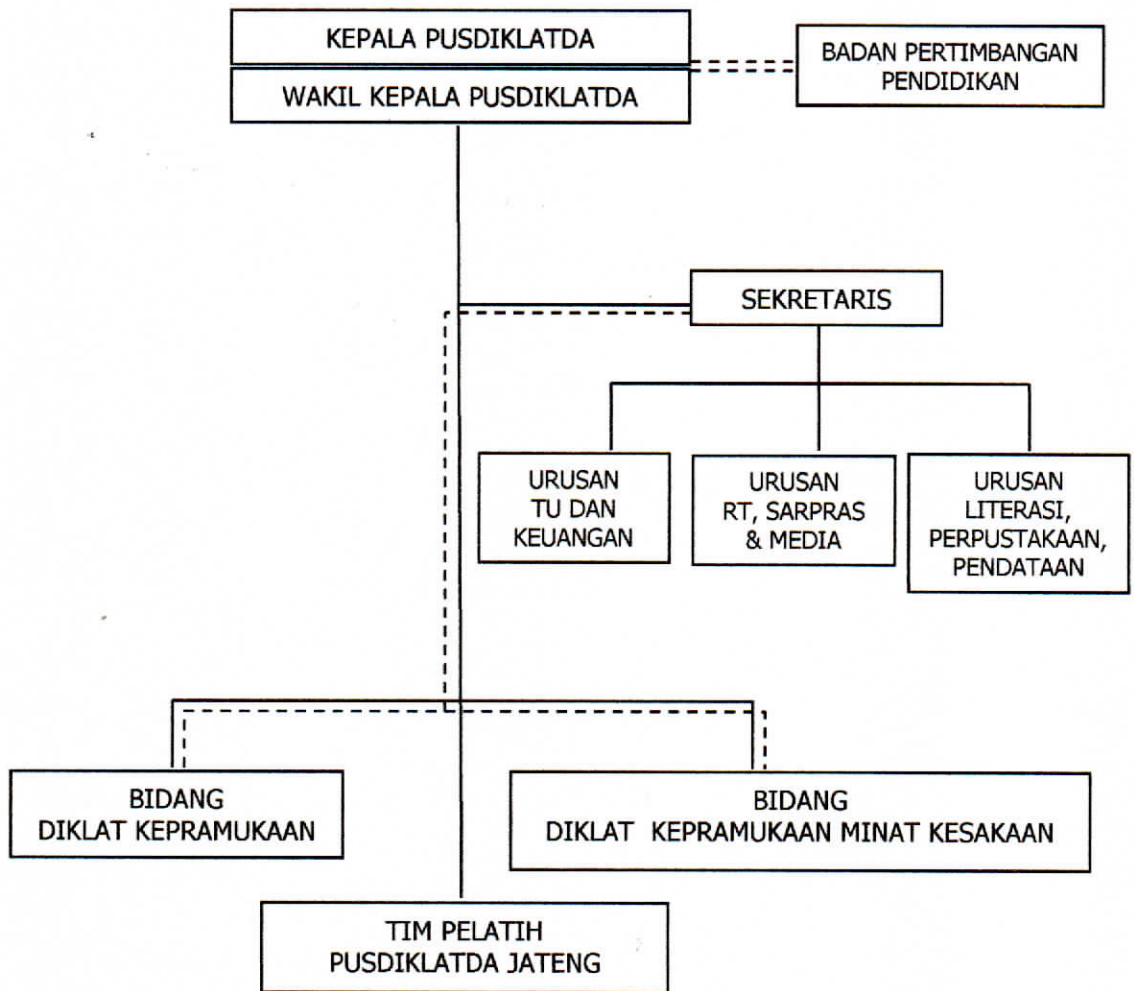 KEPALA PUSDIKLATDA
WAKIL KEPALA PUSDIKLATDA
BADAN PERTIMBANGAN
PENDIDIKAN
SEKRETARIS
URUSAN
TU DAN
KEUANGAN
URUSAN
RT, SARPRAS
& MEDIA
URUSAN
LITERASI,
PERPUSTAKAAN,
PENDATAAN
BIDANG
DIKLAT KEPRAMUKAAN
BIDANG
DIKLAT KEPRAMUKAAN MINAT KESAKAAN
TIM PELATIH
PUSDIKLATDA JATENG